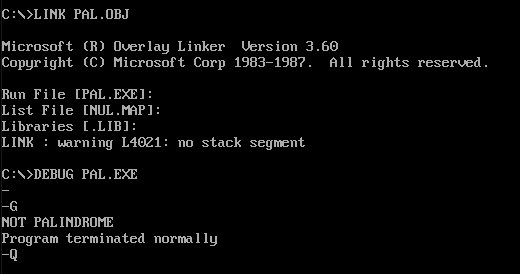 C:\>LINK PAL.OBJ
Microsoft (R) Overlay Linker  Version 3.60
Copyright (C) Microsoft Corp 1983-1987.  All rights reserved.
Run File [PAL.EXE]:
List File [NUL.MAP]:
Libraries [.LIB]:
LINK : warning L4021: no stack segment
C:\>DEBUG PAL.EXE
-
-G
NOT PALINDROME
Program terminated normally
-Q